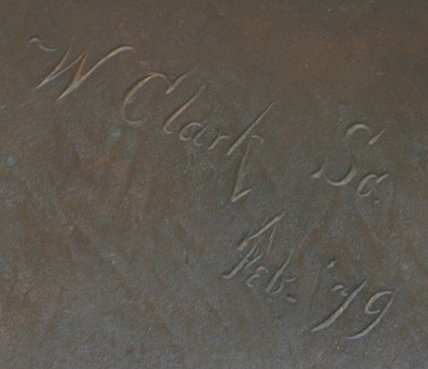 W Clark Sc.
Feb. '79